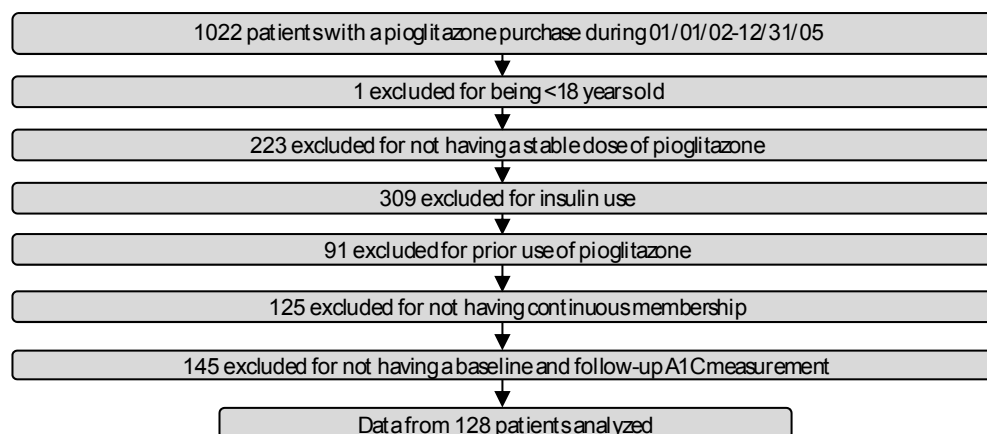 1022 patients with a pioglitazone purchase during 01/01/02-12/31/05
1 excluded for being <18 years old
223 excluded for not having a stable dose of pioglitazone
309 excluded for insulin use
91 excluded for prior use of pioglitazone
125 excluded for not having continuous membership
145 excluded for not having a baseline and follow-up A1C measurement
Data from 128 patients analyzed